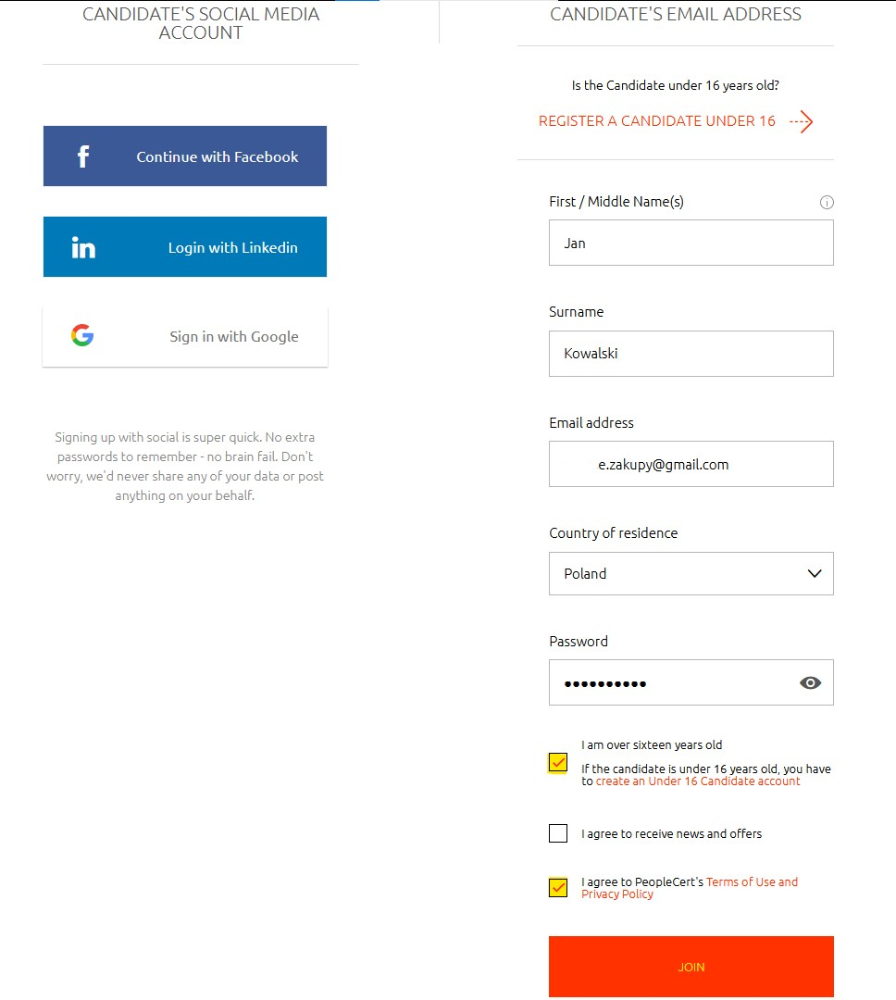 CANDIDATE'S SOCIAL MEDIA
ACCOUNT
Continue with Facebook
in
Login with Linkedin
G
Sign in with Google
Signing up with social is super quick. No extra
passwords to remember - no brain fail. Don't
worry, we'd never share any of your data or post
anything on your behalf.
CANDIDATE'S EMAIL ADDRESS
Is the Candidate under 16 years old?
REGISTER A CANDIDATE UNDER 16
First / Middle Name(s)
Jan
Surname
Kowalski
Email address
e.zakupy@gmail.com
Country of residence
Poland
Password
••••••••••
I am over sixteen years old
If the candidate is under 16 years old, you have
to create an Under 16 Candidate account
I agree to receive news and offers
I agree to PeopleCert's Terms of Use and
Privacy Policy
JOIN